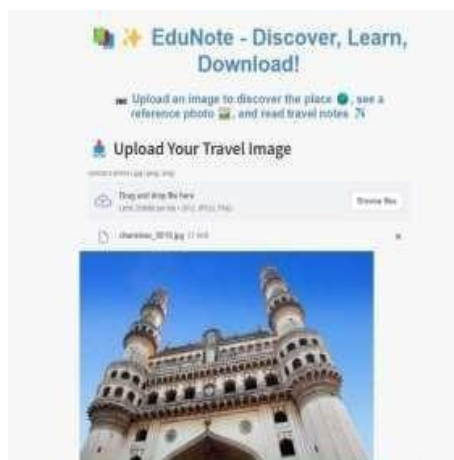 EduNote - Discover, Learn,
Download!
Upload an image to discover the place, see a
reference photo, and read travel notes
Upload Your Travel Image
Drag and drop file here
Browse files